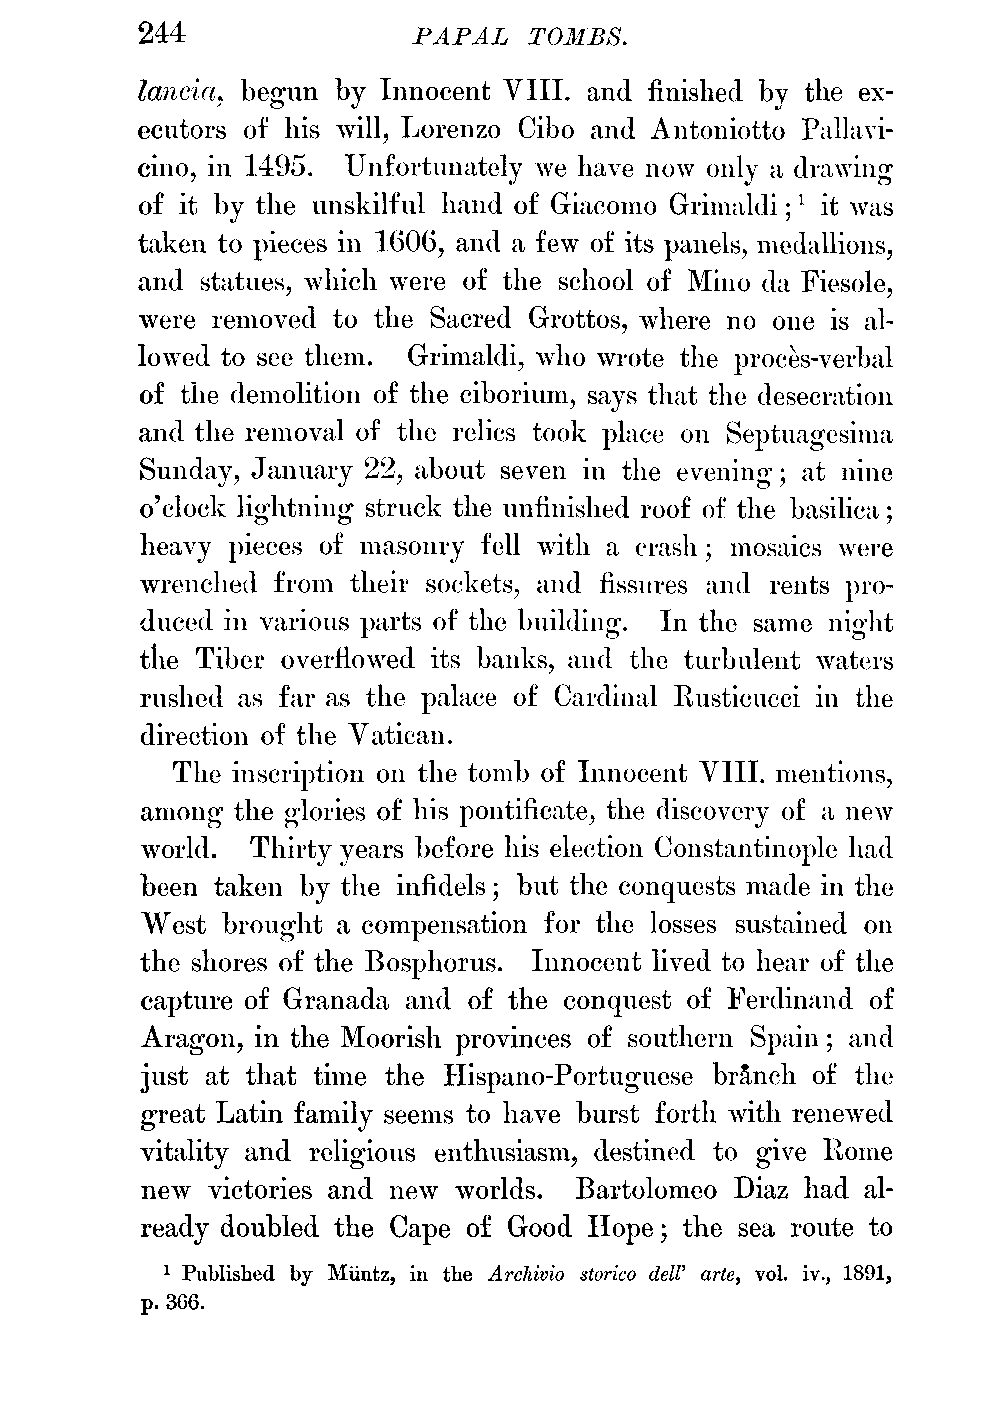 244 PAPAL TOMBS.
lancia, begun by Innocent VIII. and finished by the ex-
ecutors of his will, Lorenzo Cibo and Antoniotto Pallavi-
cino, in 1495. Unfortunately we have now only a drawing
of it by the unskilful hand of Giacomo Grimaldi;¹ it was
taken to pieces in 1606, and a few of its panels, medallions,
and statues, which were of the school of Mino da Fiesole,
were removed to the Sacred Grottos, where no one is al-
lowed to see them. Grimaldi, who wrote the procès-verbal
of the demolition of the ciborium, says that the desecration
and the removal of the relics took place on Septuagesima
Sunday, January 22, about seven in the evening; at nine
o'clock lightning struck the unfinished roof of the basilica;
heavy pieces of masonry fell with a crash; mosaics were
wrenched from their sockets, and fissures and rents pro-
duced in various parts of the building. In the same night
the Tiber overflowed its banks, and the turbulent waters
rushed as far as the palace of Cardinal Rusticucci in the
direction of the Vatican.
The inscription on the tomb of Innocent VIII. mentions,
among the glories of his pontificate, the discovery of a new
world. Thirty years before his election Constantinople had
been taken by the infidels; but the conquests made in the
West brought a compensation for the losses sustained on
the shores of the Bosphorus. Innocent lived to hear of the
capture of Granada and of the conquest of Ferdinand of
Aragon, in the Moorish provinces of southern Spain; and
just at that time the Hispano-Portuguese branch of the
great Latin family seems to have burst forth with renewed
vitality and religious enthusiasm, destined to give Rome
new victories and new worlds. Bartolomeo Diaz had al-
ready doubled the Cape of Good Hope; the sea route to
¹ Published by Müntz, in the Archivio storico dell' arte, vol. iv., 1891,
p. 366.